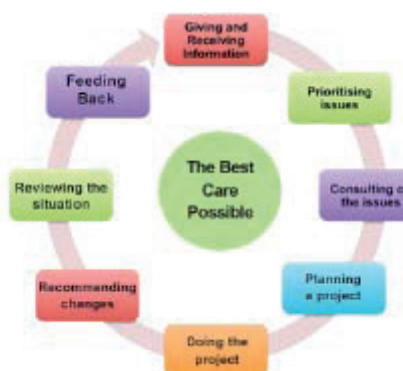 Giving and
Receiving
Information
Prioritising
issues
Consulting o
the issues
Planning
a project
Doing the
project
Recommanding
changes
Reviewing the
situation
Feeding
Back
The Best
Care
Possible